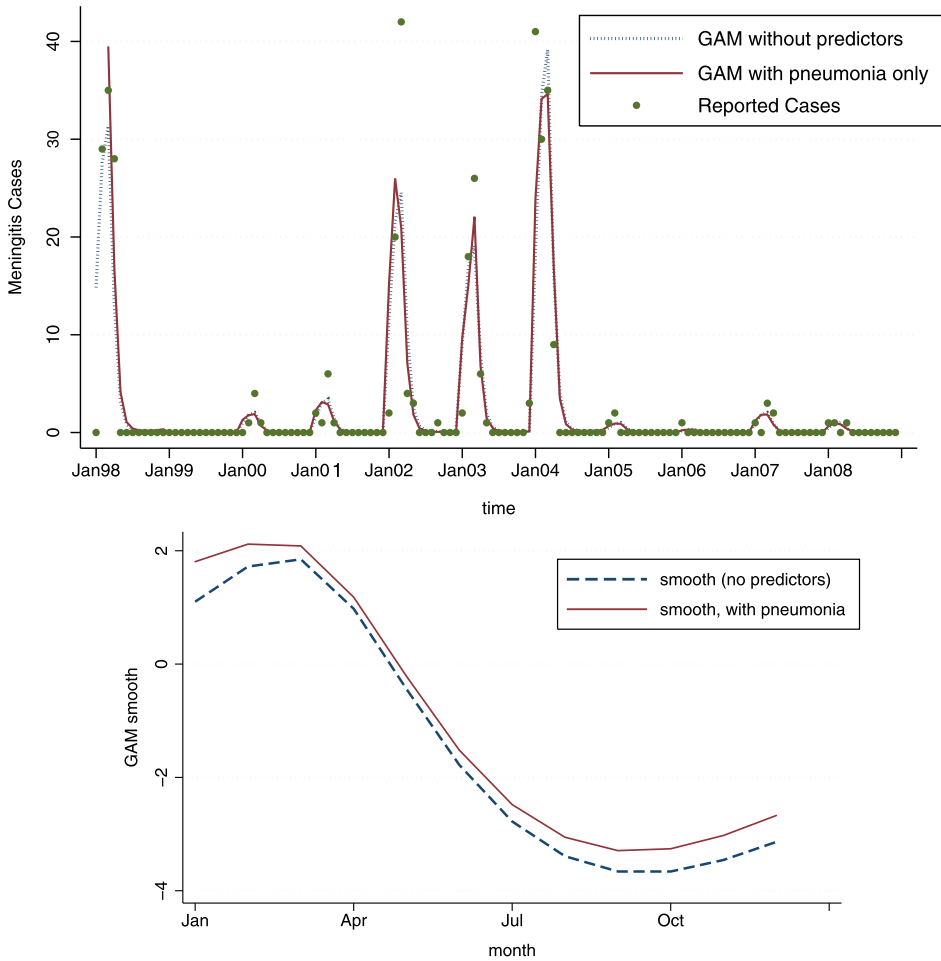 GAM without predictors
GAM with pneumonia only
Reported Cases
Meningitis Cases
40
30
20
10
0
Jan98 Jan99 Jan00 Jan01 Jan02 Jan03 Jan04 Jan05 Jan06 Jan07 Jan08
time
smooth (no predictors)
smooth, with pneumonia
GAM smooth
2
0
−2
−4
Jan Apr Jul Oct
month